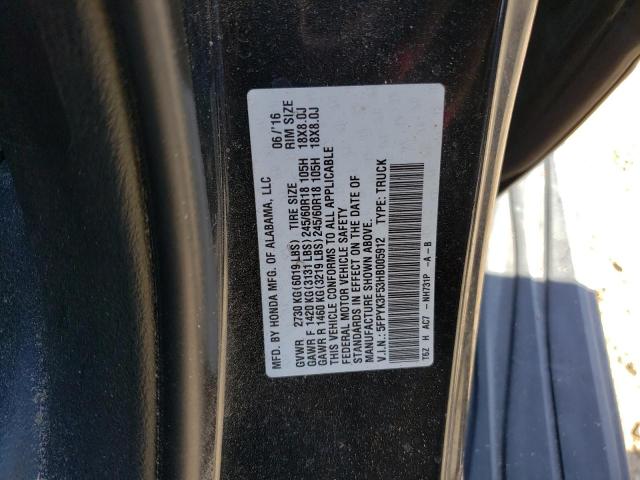 MFD. BY HONDA MFG. OF ALABAMA, LLC 06/'16
GVWR 2730 KG(6019 LBS) TIRE SIZE RIM SIZE
GAWR F 1420 KG(3131 LBS) 245/60R18 105H 18X8.0J
GAWR R 1460 KG(3219 LBS) 245/60R18 105H 18X8.0J
THIS VEHICLE CONFORMS TO ALL APPLICABLE
FEDERAL MOTOR VEHICLE SAFETY
STANDARDS IN EFFECT ON THE DATE OF
MANUFACTURE SHOWN ABOVE.
V.I.N.: 5FPYK3F53HB005912 TYPE: TRUCK
T6Z H AC7 - NH731P -A-B